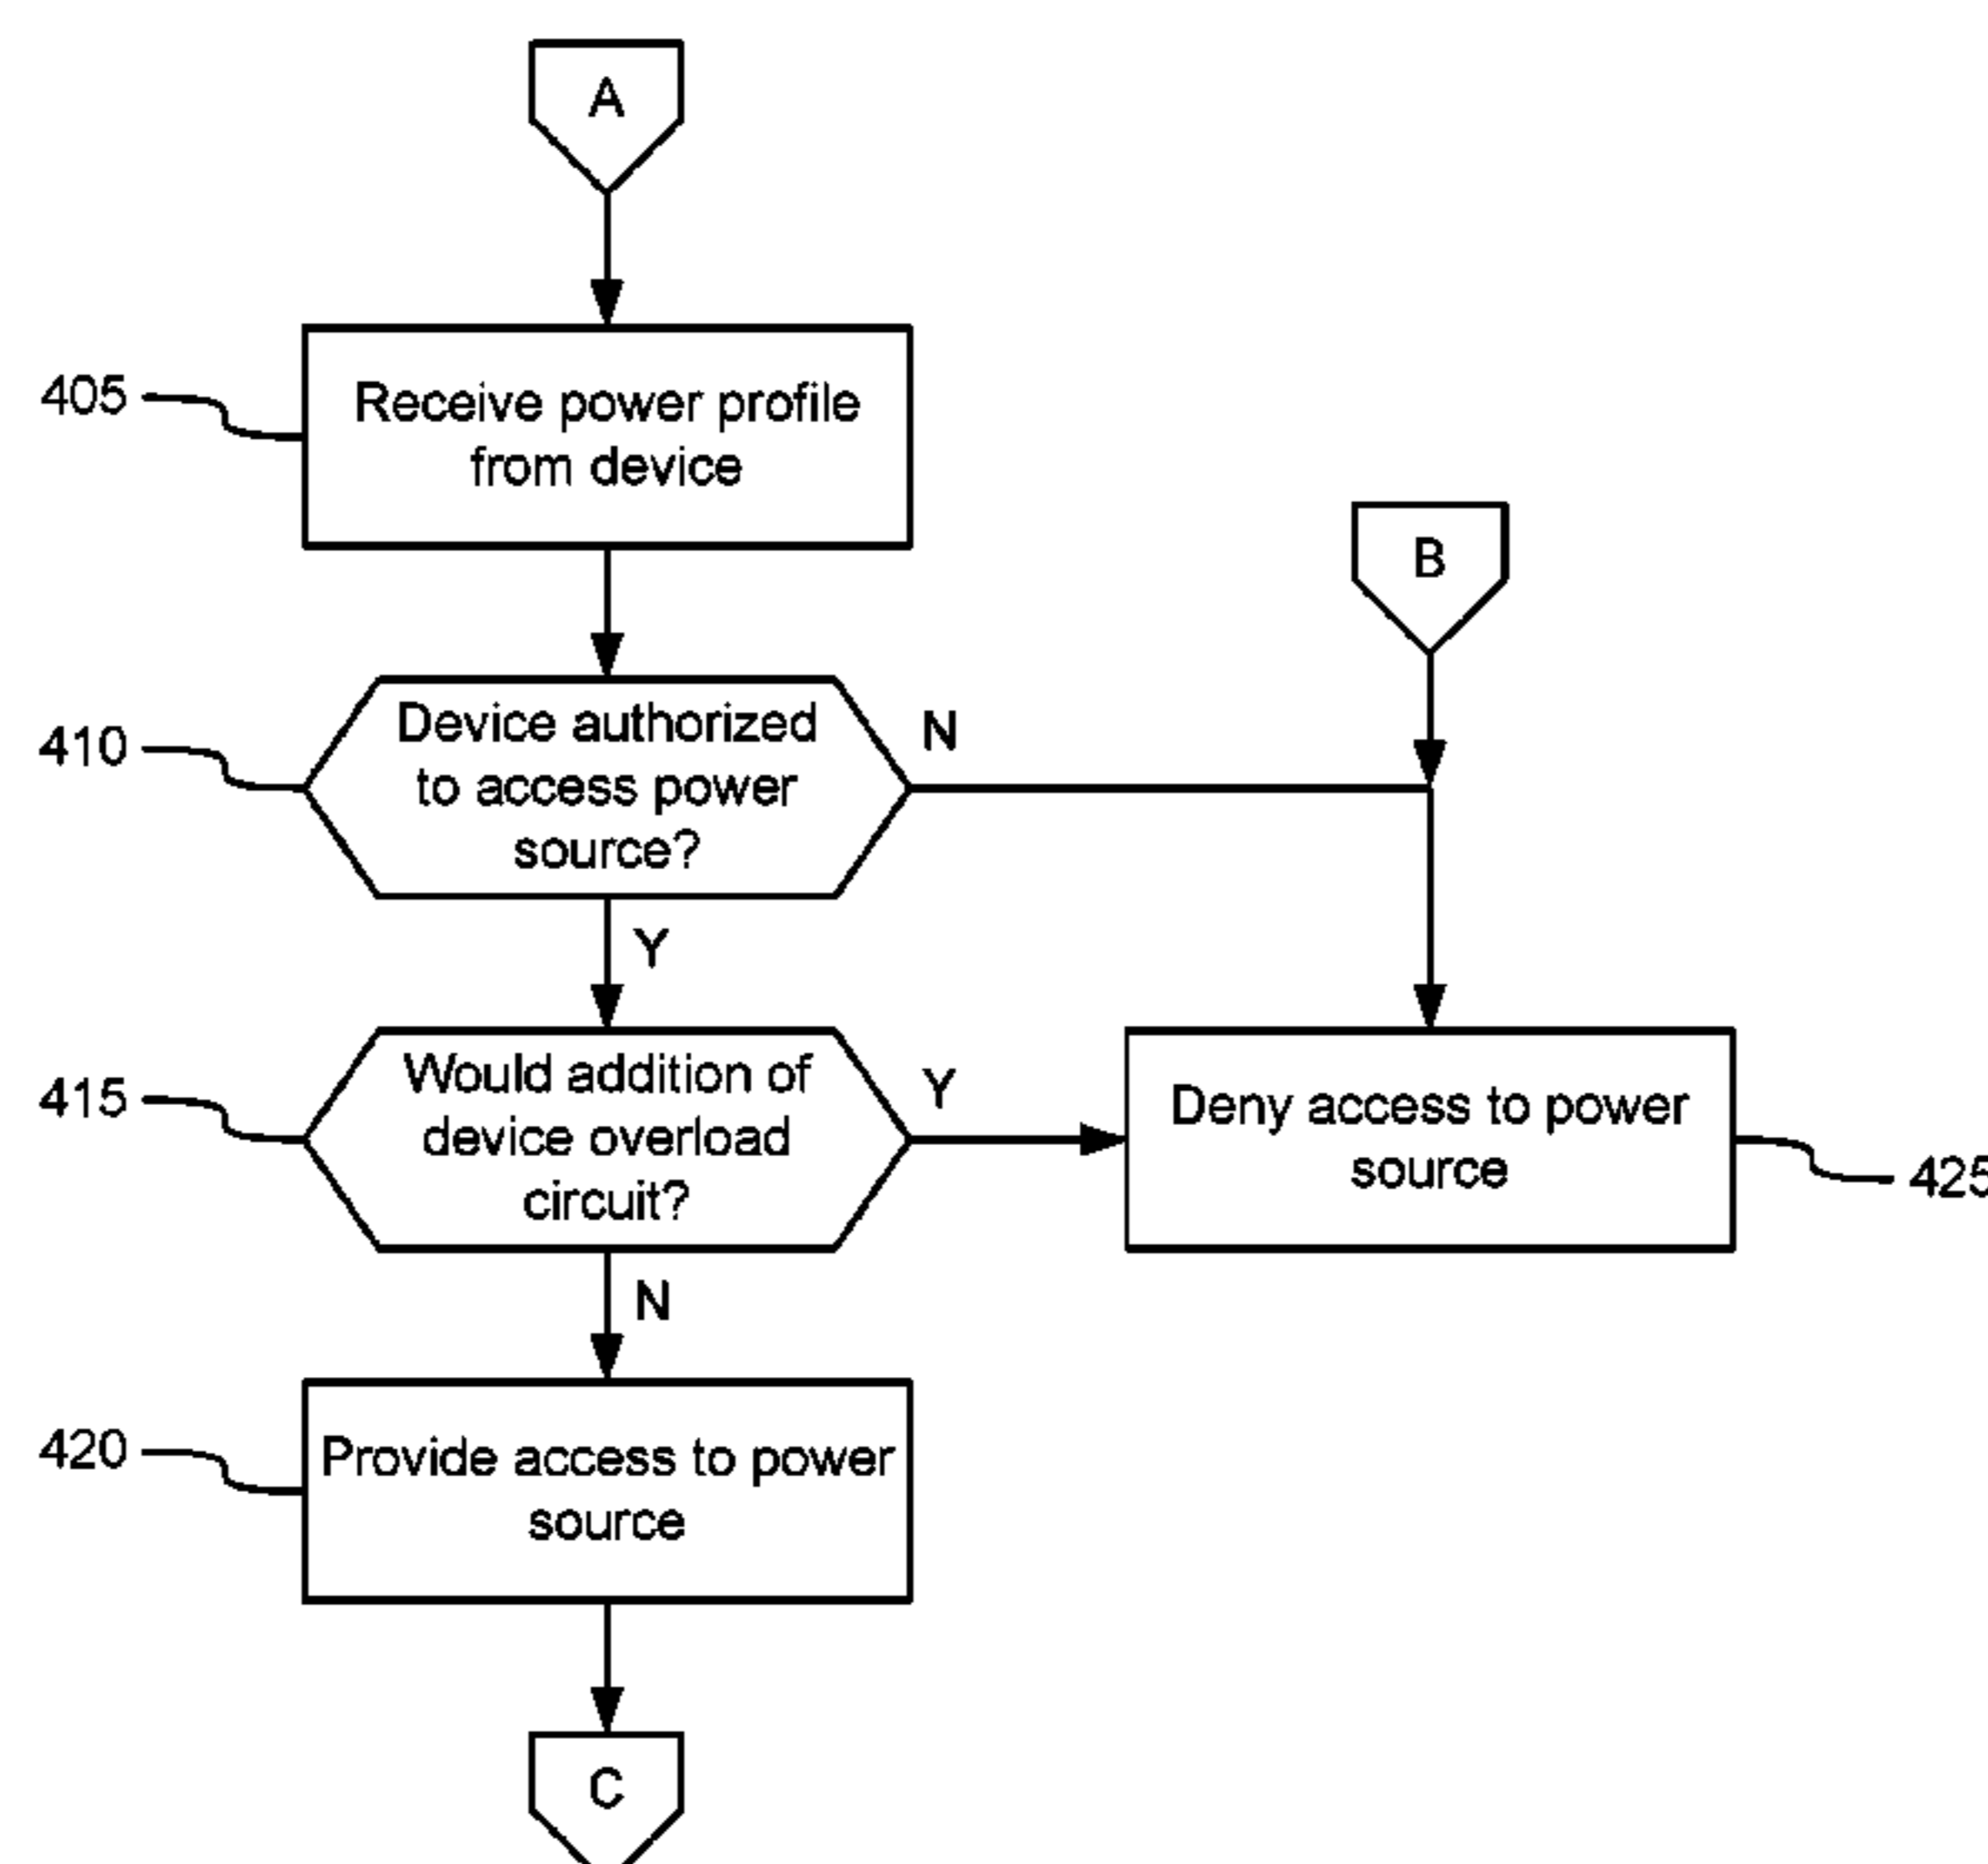 A
405
Receive power profile
from device
B
410
Device authorized
to access power
source?
N
Y
415
Would addition of
device overload
circuit?
Y
Deny access to power
source
425
N
420
Provide access to power
source
C